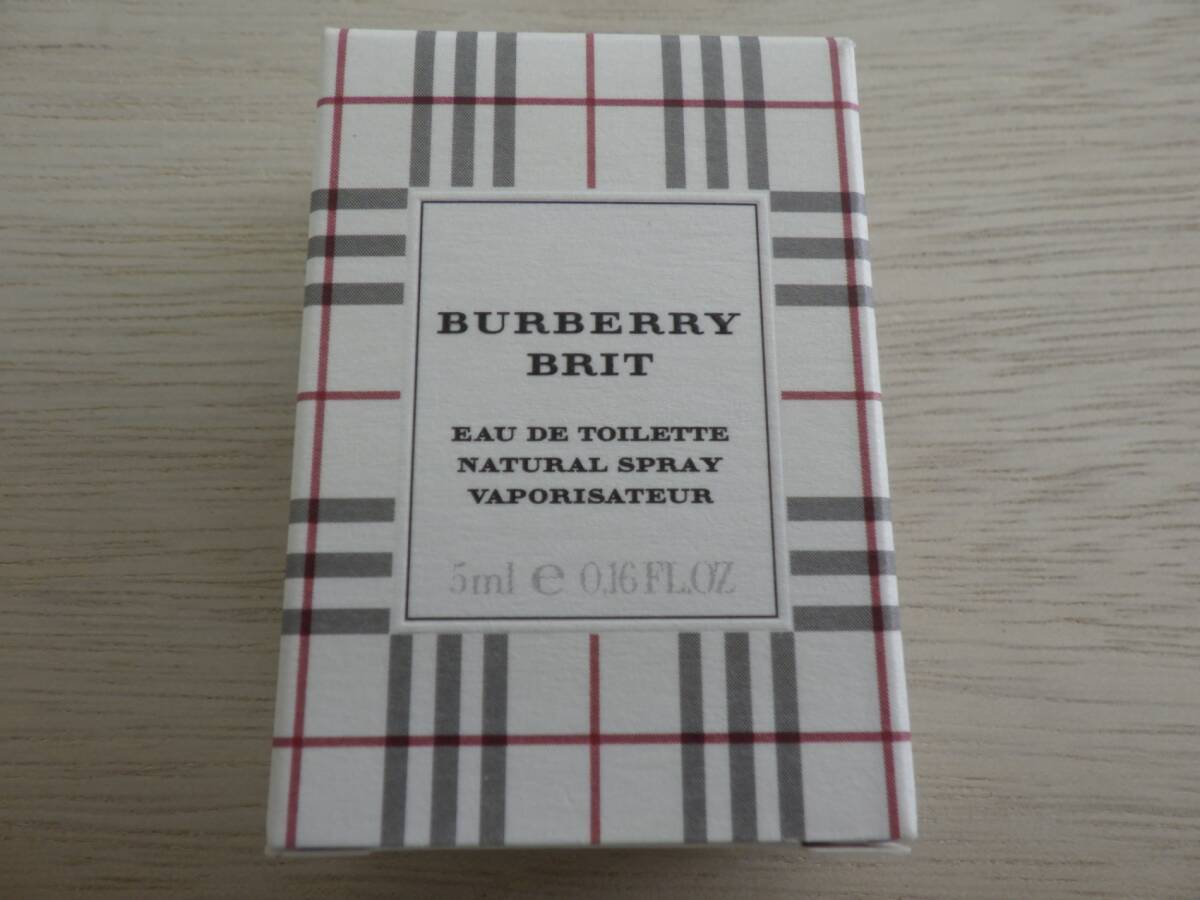 BURBERRY
BRIT
EAU DE TOILETTE
NATURAL SPRAY
VAPORISATEUR
5ml e 0,16 FL.OZ